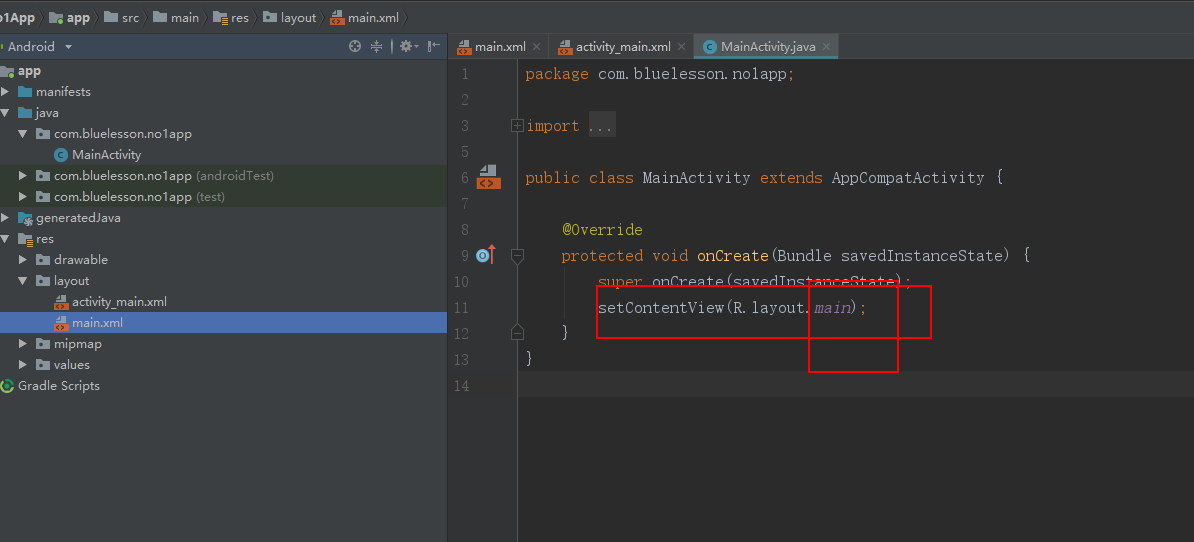 o1App app src main res layout main.xml
Android
app
manifests
java
com.bluelesson.no1app
MainActivity
com.bluelesson.no1app (androidTest)
com.bluelesson.no1app (test)
generatedJava
res
drawable
layout
activity_main.xml
main.xml
mipmap
values
Gradle Scripts
main.xml activity_main.xml MainActivity.java
1 package com.bluelesson.no1app;
2
3 import ...
5
6 public class MainActivity extends AppCompatActivity {
7
8 @Override
9 protected void onCreate(Bundle savedInstanceState) {
10 super.onCreate(savedInstanceState);
11 setContentView(R.layout.main);
12 }
13 }
14